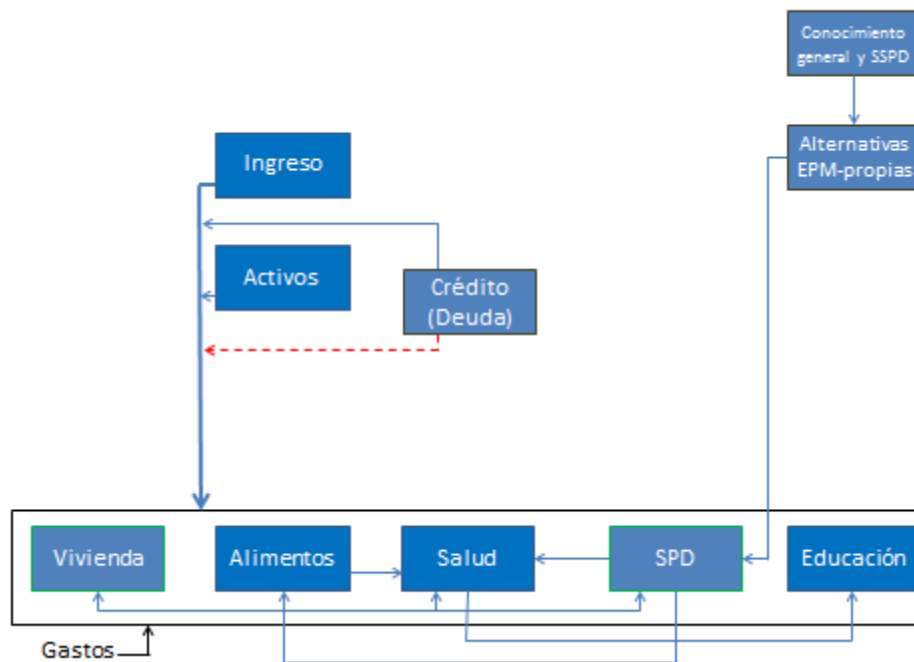 Conocimiento
general y SSPD
Alternativas
EPM-propias
Ingreso
Activos
Crédito
(Deuda)
Vivienda
Alimentos
Salud
SPD
Educación
Gastos